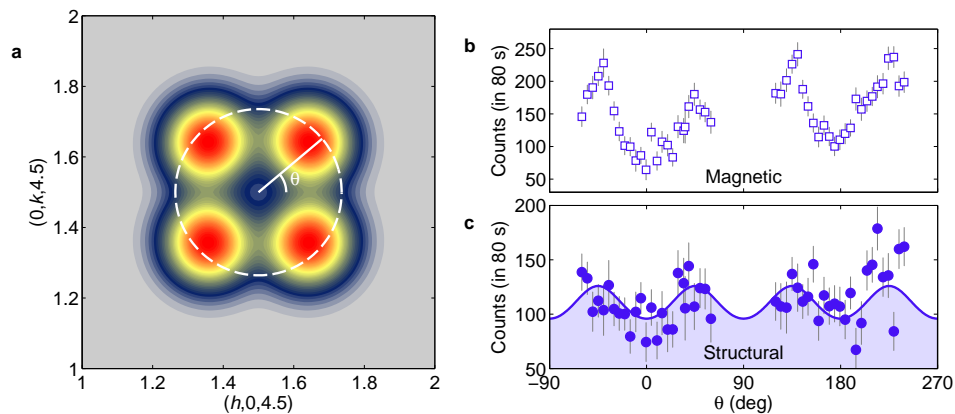 a
2
1.8
1.6
1.4
1.2
1
1 1.2 1.4 1.6 1.8 2
(0,k,4.5)
(h,0,4.5)
θ
b
Counts (in 80 s)
250
200
150
100
50
Magnetic
c
Counts (in 80 s)
200
150
100
50
Structural
−90 0 90 180 270
θ (deg)